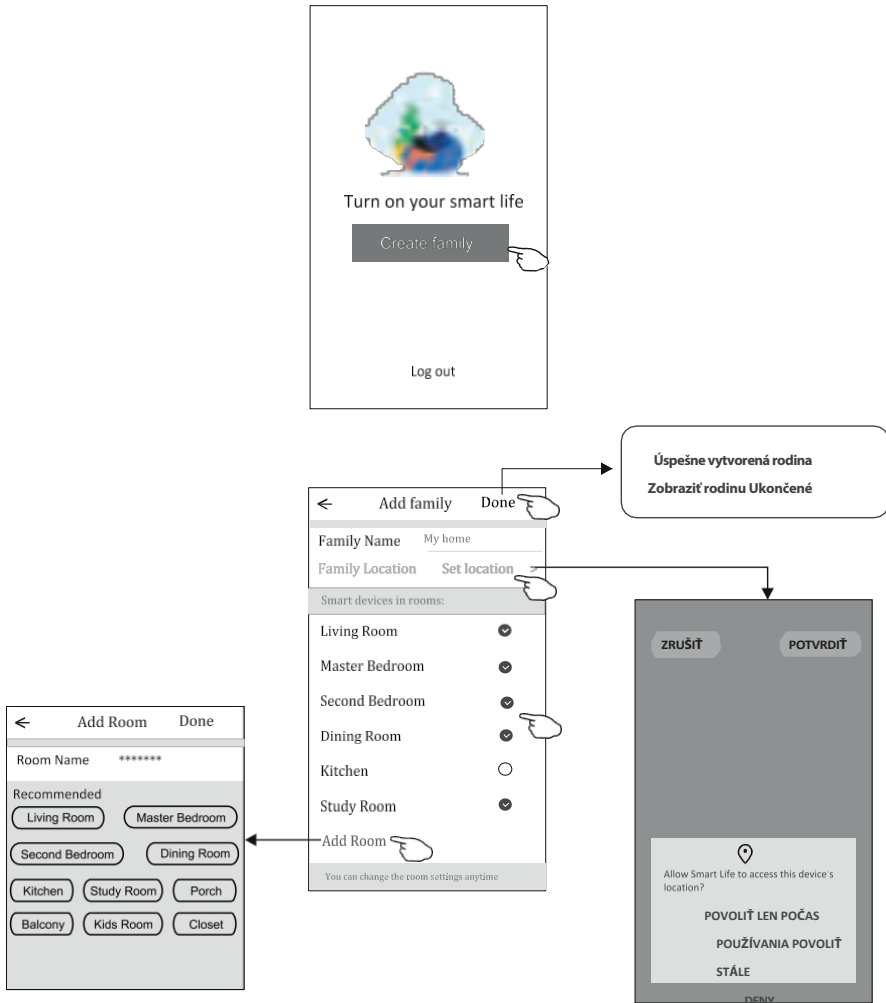 Turn on your smart life
Create family
Log out
Úspešne vytvorená rodina
Zobraziť rodinu Ukončené
← Add family Done
Family Name My home
Family Location Set location >
Smart devices in rooms:
Living Room
Master Bedroom
Second Bedroom
Dining Room
Kitchen
Study Room
Add Room
You can change the room settings anytime
ZRUŠIŤ POTVRDIŤ
Allow Smart Life to access this device's
location?
POVOLIŤ LEN POČAS
POUŽÍVANIA POVOLIŤ
STÁLE
DENY
← Add Room Done
Room Name *******
Recommended
Living Room Master Bedroom
Second Bedroom Dining Room
Kitchen Study Room Porch
Balcony Kids Room Closet